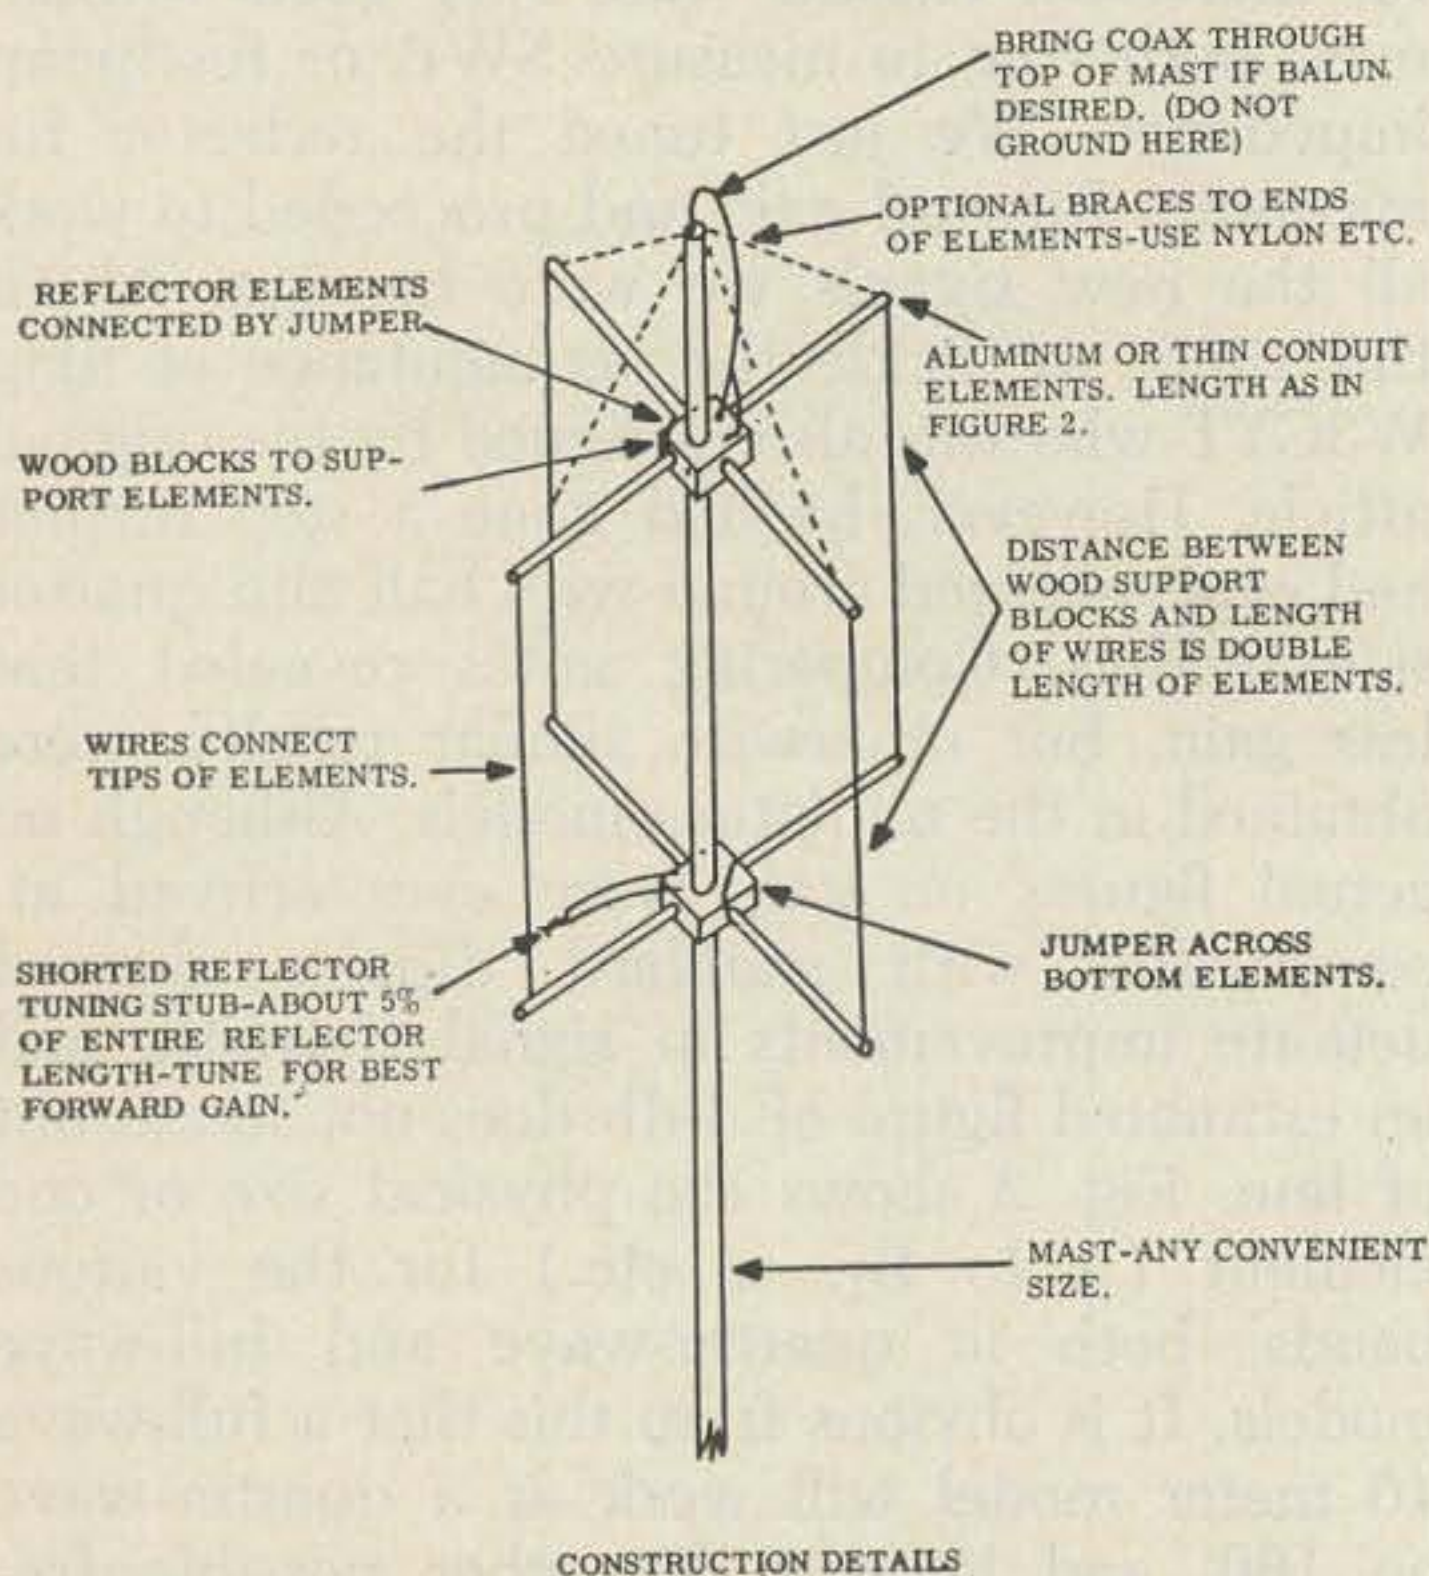 BRING COAX THROUGH
TOP OF MAST IF BALUN
DESIRED. (DO NOT
GROUND HERE)
OPTIONAL BRACES TO ENDS
OF ELEMENTS-USE NYLON ETC.
REFLECTOR ELEMENTS
CONNECTED BY JUMPER
ALUMINUM OR THIN CONDUIT
ELEMENTS. LENGTH AS IN
FIGURE 2.
WOOD BLOCKS TO SUP-
PORT ELEMENTS.
DISTANCE BETWEEN
WOOD SUPPORT
BLOCKS AND LENGTH
OF WIRES IS DOUBLE
LENGTH OF ELEMENTS.
WIRES CONNECT
TIPS OF ELEMENTS.
JUMPER ACROSS
BOTTOM ELEMENTS.
SHORTED REFLECTOR
TUNING STUB-ABOUT 5%
OF ENTIRE REFLECTOR
LENGTH-TUNE FOR BEST
FORWARD GAIN.
MAST-ANY CONVENIENT
SIZE.
CONSTRUCTION DETAILS